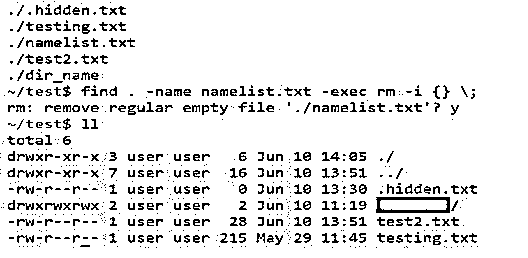 ./.hidden.txt
./testing.txt
./namelist.txt
./test2.txt
./dir_name
~/test$ find . -name namelist.txt -exec rm -i {} \;
rm: remove regular empty file './namelist.txt'? y
~/test$ ll
total 6
drwxr-xr-x 3 user user 6 Jun 10 14:05 ./
drwxr-xr-x 7 user user 16 Jun 10 13:51 ../
-rw-r--r-- 1 user user 0 Jun 10 13:30 .hidden.txt
drwxrwxrwx 2 user user 2 Jun 10 11:19 /
-rw-r--r-- 1 user user 28 Jun 10 13:51 test2.txt
-rw-r--r-- 1 user user 215 May 29 11:45 testing.txt